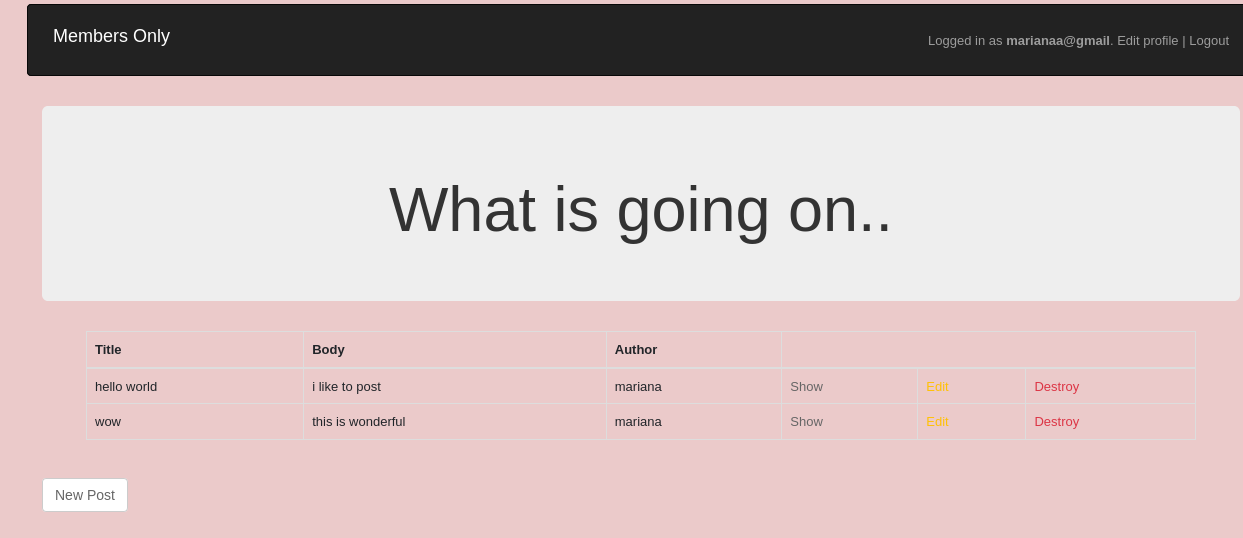 Members Only
Logged in as marianaa@gmail. Edit profile | Logout
What is going on..
Title Body Author
hello world i like to post mariana Show Edit Destroy
wow this is wonderful mariana Show Edit Destroy
New Post